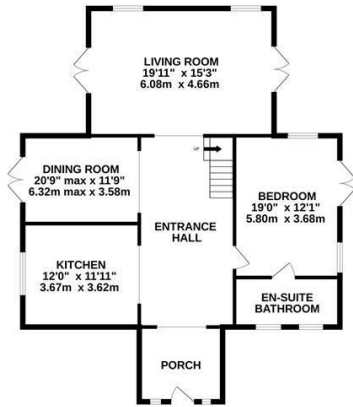 LIVING ROOM
19'11" x 15'3"
6.08m x 4.66m
UP
DINING ROOM
20'9" max x 11'9"
6.32m max x 3.58m
BEDROOM
19'0" x 12'1"
5.80m x 3.68m
ENTRANCE
HALL
KITCHEN
12'0" x 11'11"
3.67m x 3.62m
EN-SUITE
BATHROOM
PORCH